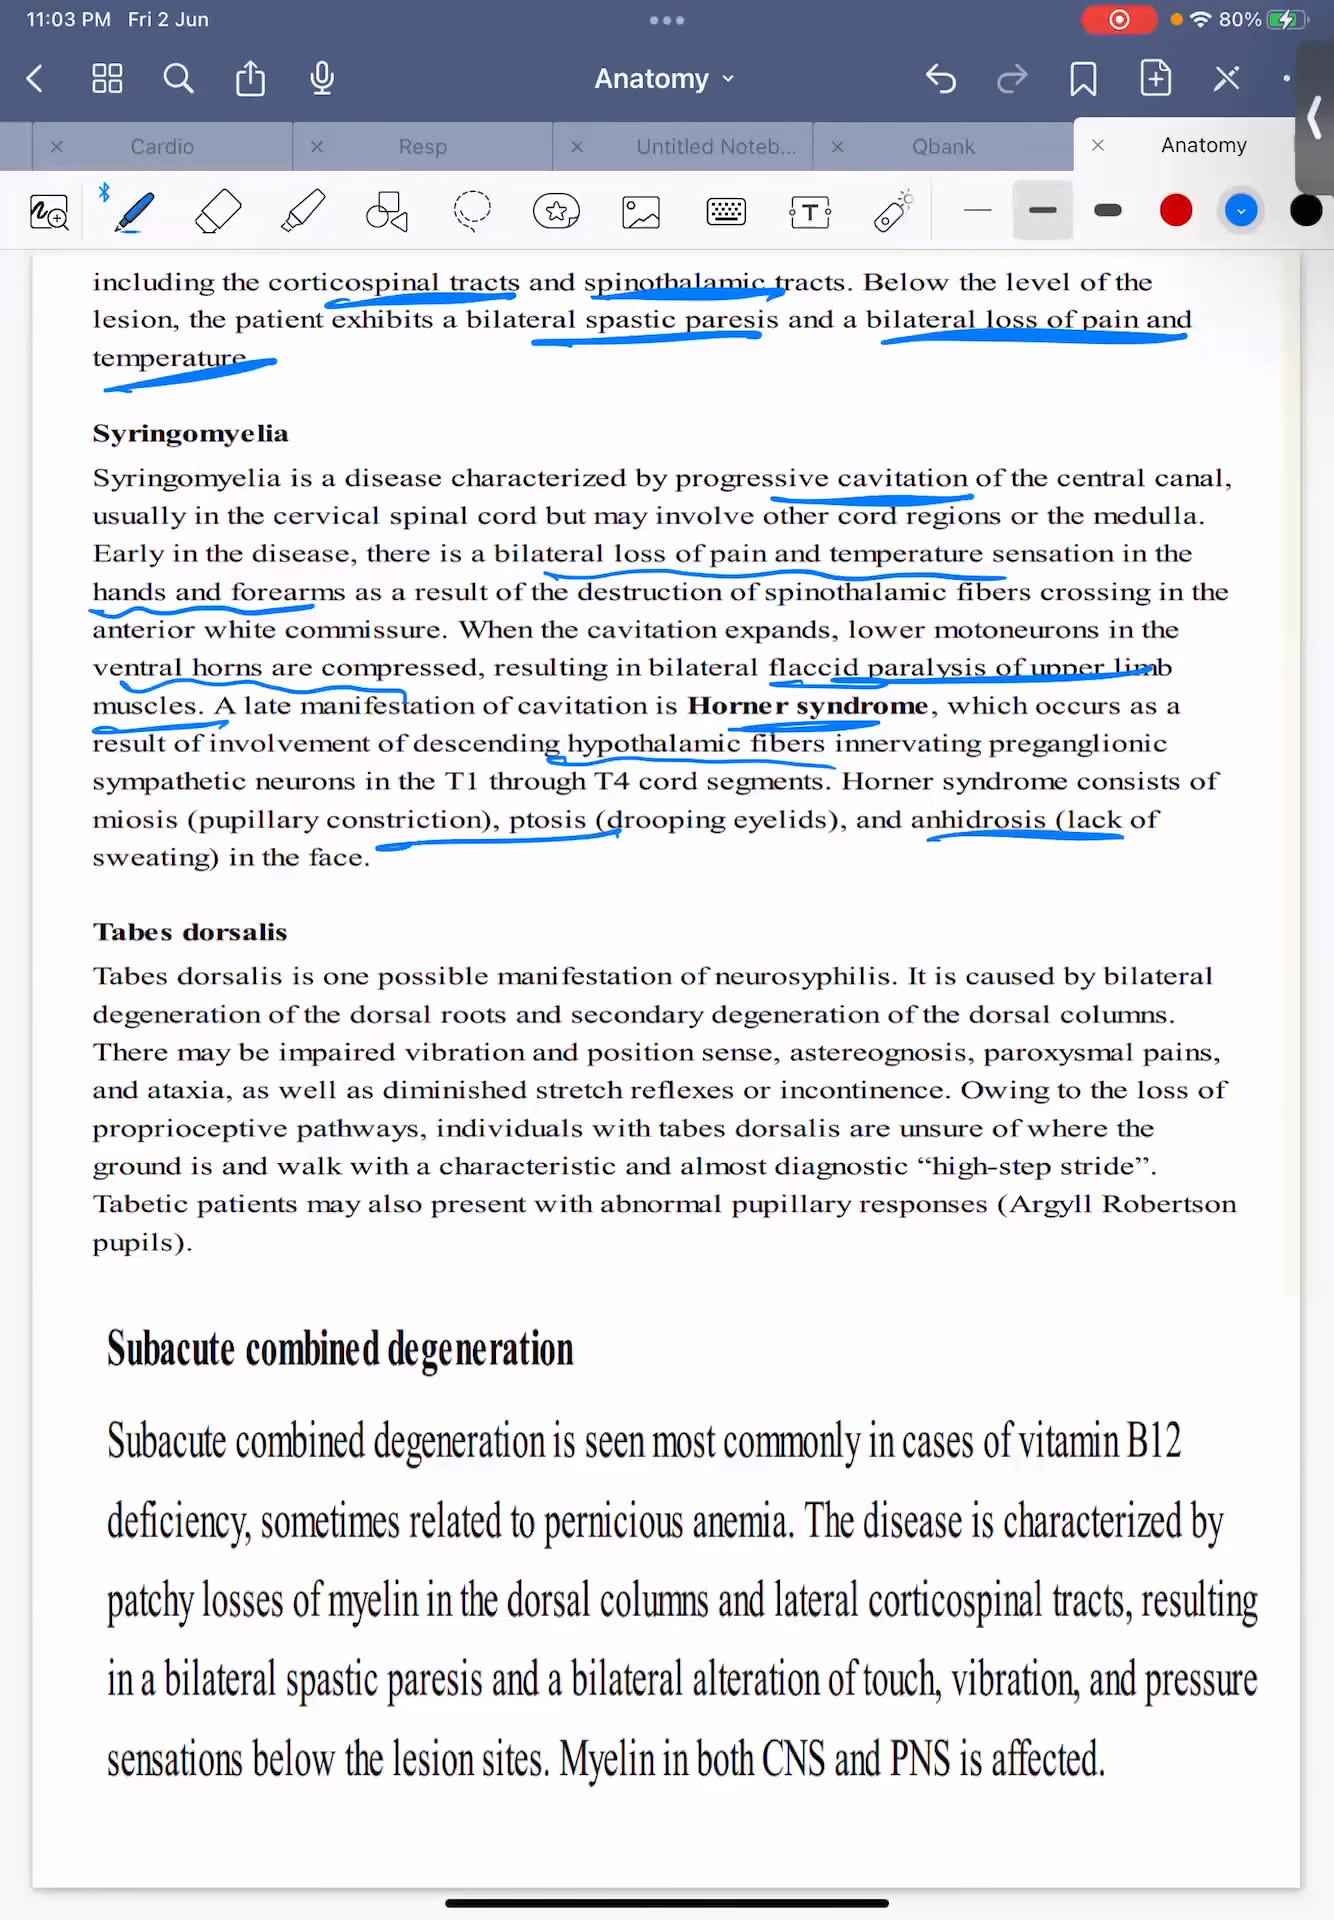 11:03 PM Fri 2 Jun
80%
Anatomy
Cardio
Resp
Untitled Noteb...
Qbank
Anatomy
including the corticospinal tracts and spinothalamic tracts. Below the level of the
lesion, the patient exhibits a bilateral spastic paresis and a bilateral loss of pain and
temperature.
Syringomyelia
Syringomyelia is a disease characterized by progressive cavitation of the central canal,
usually in the cervical spinal cord but may involve other cord regions or the medulla.
Early in the disease, there is a bilateral loss of pain and temperature sensation in the
hands and forearms as a result of the destruction of spinothalamic fibers crossing in the
anterior white commissure. When the cavitation expands, lower motoneurons in the
ventral horns are compressed, resulting in bilateral flaccid paralysis of upper limb
muscles. A late manifestation of cavitation is Horner syndrome, which occurs as a
result of involvement of descending hypothalamic fibers innervating preganglionic
sympathetic neurons in the T1 through T4 cord segments. Horner syndrome consists of
miosis (pupillary constriction), ptosis (drooping eyelids), and anhidrosis (lack of
sweating) in the face.
Tabes dorsalis
Tabes dorsalis is one possible manifestation of neurosyphilis. It is caused by bilateral
degeneration of the dorsal roots and secondary degeneration of the dorsal columns.
There may be impaired vibration and position sense, astereognosis, paroxysmal pains,
and ataxia, as well as diminished stretch reflexes or incontinence. Owing to the loss of
proprioceptive pathways, individuals with tabes dorsalis are unsure of where the
ground is and walk with a characteristic and almost diagnostic “high-step stride”.
Tabetic patients may also present with abnormal pupillary responses (Argyll Robertson
pupils).
Subacute combined degeneration
Subacute combined degeneration is seen most commonly in cases of vitamin B12
deficiency, sometimes related to pernicious anemia. The disease is characterized by
patchy losses of myelin in the dorsal columns and lateral corticospinal tracts, resulting
in a bilateral spastic paresis and a bilateral alteration of touch, vibration, and pressure
sensations below the lesion sites. Myelin in both CNS and PNS is affected.